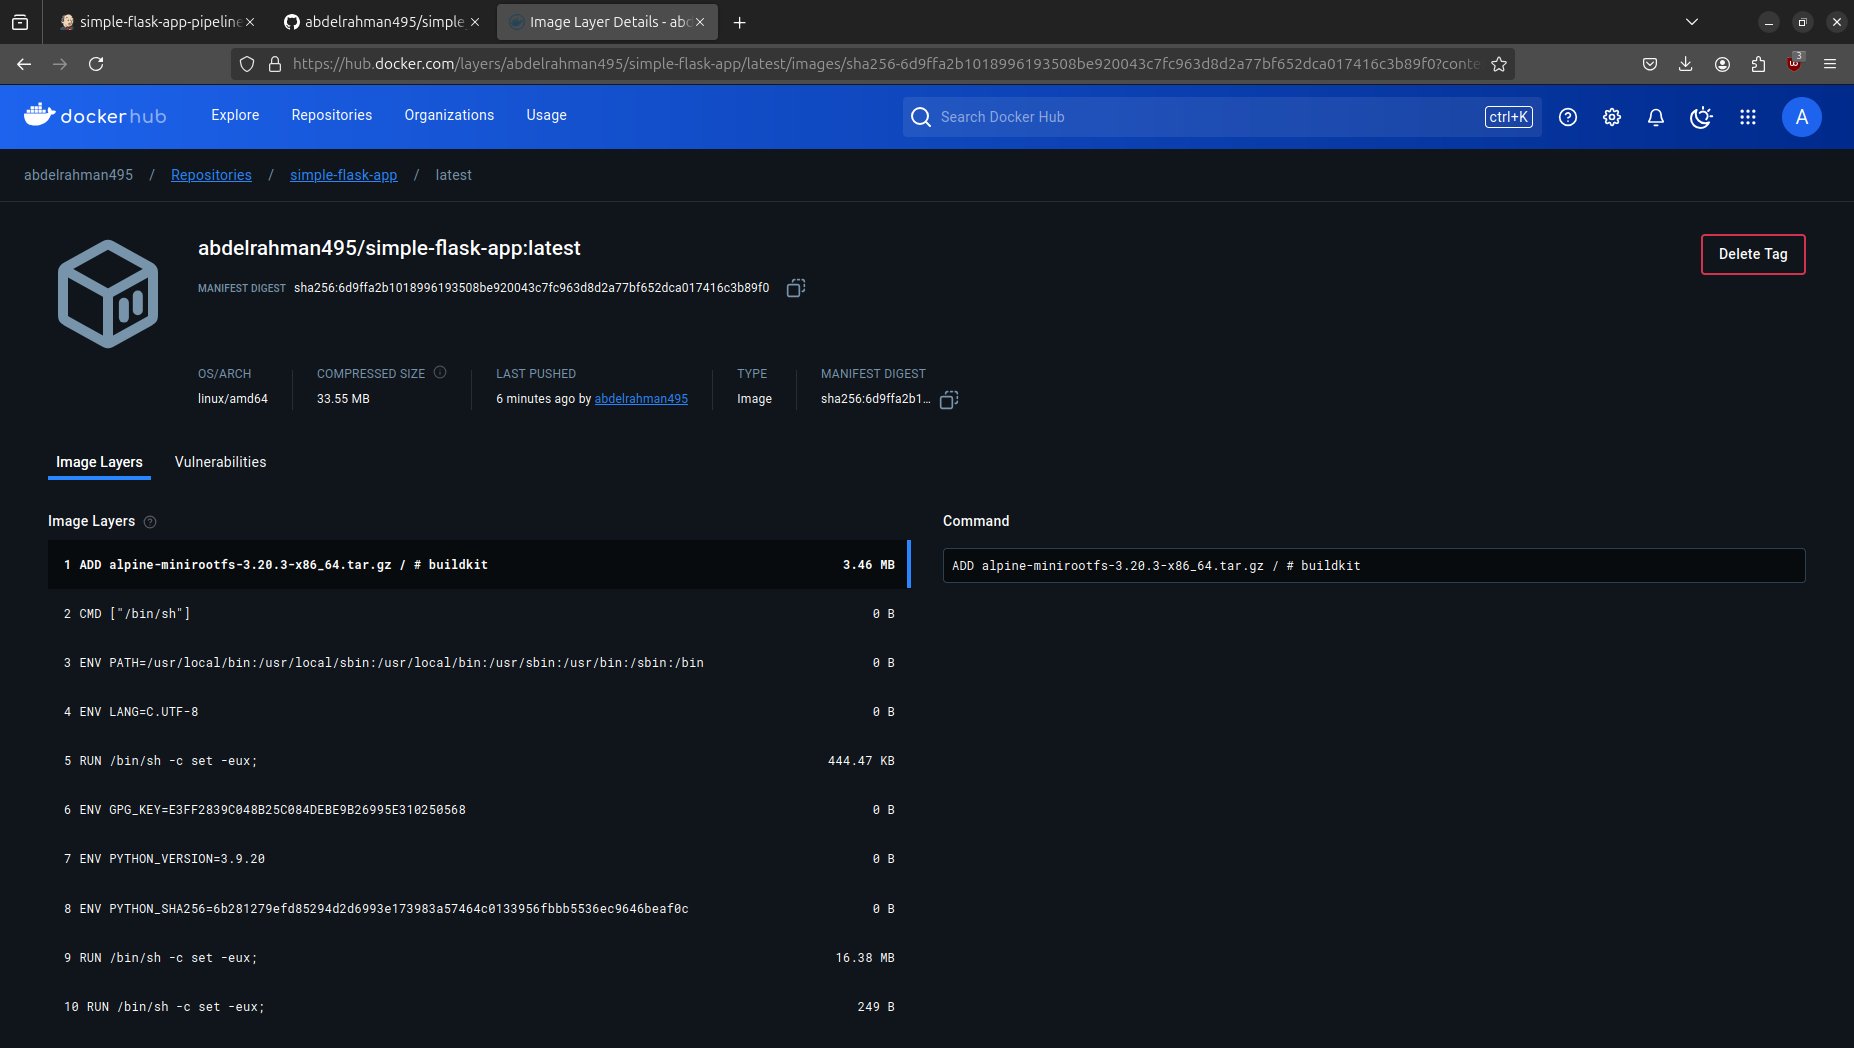 simple-flask-app-pipeline
abdelrahman495/simple_
Image Layer Details - abd
https://hub.docker.com/layers/abdelrahman495/simple-flask-app/latest/images/sha256-6d9ffa2b1018996193508be920043c7fc963d8d2a77bf652dca017416c3b89f0?conte
3
dockerhub
Explore
Repositories
Organizations
Usage
Search Docker Hub
ctrl+K
A
abdelrahman495 / Repositories / simple-flask-app / latest
abdelrahman495/simple-flask-app:latest
Delete Tag
MANIFEST DIGEST sha256:6d9ffa2b1018996193508be920043c7fc963d8d2a77bf652dca017416c3b89f0
OS/ARCH
linux/amd64
COMPRESSED SIZE
33.55 MB
LAST PUSHED
6 minutes ago by abdelrahman495
TYPE
Image
MANIFEST DIGEST
sha256:6d9ffa2b1...
Image Layers
Vulnerabilities
Image Layers
1 ADD alpine-minirootfs-3.20.3-x86_64.tar.gz / # buildkit 3.46 MB
2 CMD ["/bin/sh"] 0 B
3 ENV PATH=/usr/local/bin:/usr/local/sbin:/usr/local/bin:/usr/sbin:/usr/bin:/sbin:/bin 0 B
4 ENV LANG=C.UTF-8 0 B
5 RUN /bin/sh -c set -eux; 444.47 KB
6 ENV GPG_KEY=E3FF2839C048B25C084DEBE9B26995E310250568 0 B
7 ENV PYTHON_VERSION=3.9.20 0 B
8 ENV PYTHON_SHA256=6b281279efd85294d2d6993e173983a57464c0133956fbbb5536ec9646beaf0c 0 B
9 RUN /bin/sh -c set -eux; 16.38 MB
10 RUN /bin/sh -c set -eux; 249 B
Command
ADD alpine-minirootfs-3.20.3-x86_64.tar.gz / # buildkit